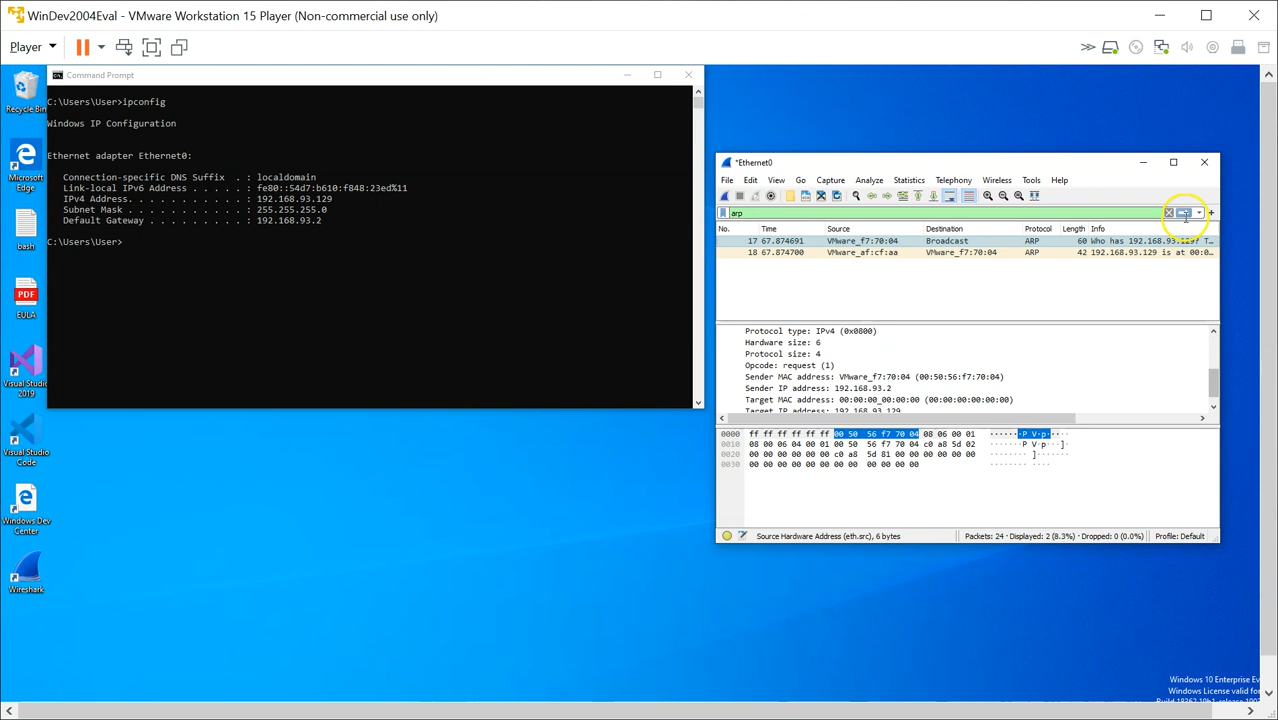 WinDev2004Eval - VMware Workstation 15 Player (Non-commercial use only)
Player
Recycle Bin
Microsoft
Edge
bash
PDF
EULA
Visual Studio
2019
Visual Studio
Code
Windows Dev
Center
Wireshark
Command Prompt
C:\Users\User>ipconfig
Windows IP Configuration
Ethernet adapter Ethernet0:
Connection-specific DNS Suffix . : localdomain
Link-local IPv6 Address . . . . . : fe80::54d7:b610:f848:23ed%11
IPv4 Address. . . . . . . . . . . : 192.168.93.129
Subnet Mask . . . . . . . . . . . : 255.255.255.0
Default Gateway . . . . . . . . . : 192.168.93.2
C:\Users\User>
*Ethernet0
File Edit View Go Capture Analyze Statistics Telephony Wireless Tools Help
arp
No. Time Source Destination Protocol Length Info
17 67.874691 VMware_f7:70:04 Broadcast ARP 60 Who has 192.168.93.129? T…
18 67.874700 VMware_af:cf:aa VMware_f7:70:04 ARP 42 192.168.93.129 is at 00:0…
Protocol type: IPv4 (0x0800)
Hardware size: 6
Protocol size: 4
Opcode: request (1)
Sender MAC address: VMware_f7:70:04 (00:50:56:f7:70:04)
Sender IP address: 192.168.93.2
Target MAC address: 00:00:00_00:00:00 (00:00:00:00:00:00)
Target IP address: 192.168.93.129
0000 ff ff ff ff ff ff 00 50 56 f7 70 04 08 06 00 01 ·······P V·p·····
0010 08 00 06 04 00 01 00 50 56 f7 70 04 c0 a8 5d 02 ·······P V·p···]·
0020 00 00 00 00 00 00 c0 a8 5d 81 00 00 00 00 00 00 ········ ]·······
0030 00 00 00 00 00 00 00 00 00 00 00 00 ········ ····
Source Hardware Address (eth.src), 6 bytes
Packets: 24 · Displayed: 2 (8.3%) · Dropped: 0 (0.0%)
Profile: Default
Windows 10 Enterprise Ev
Windows License valid for